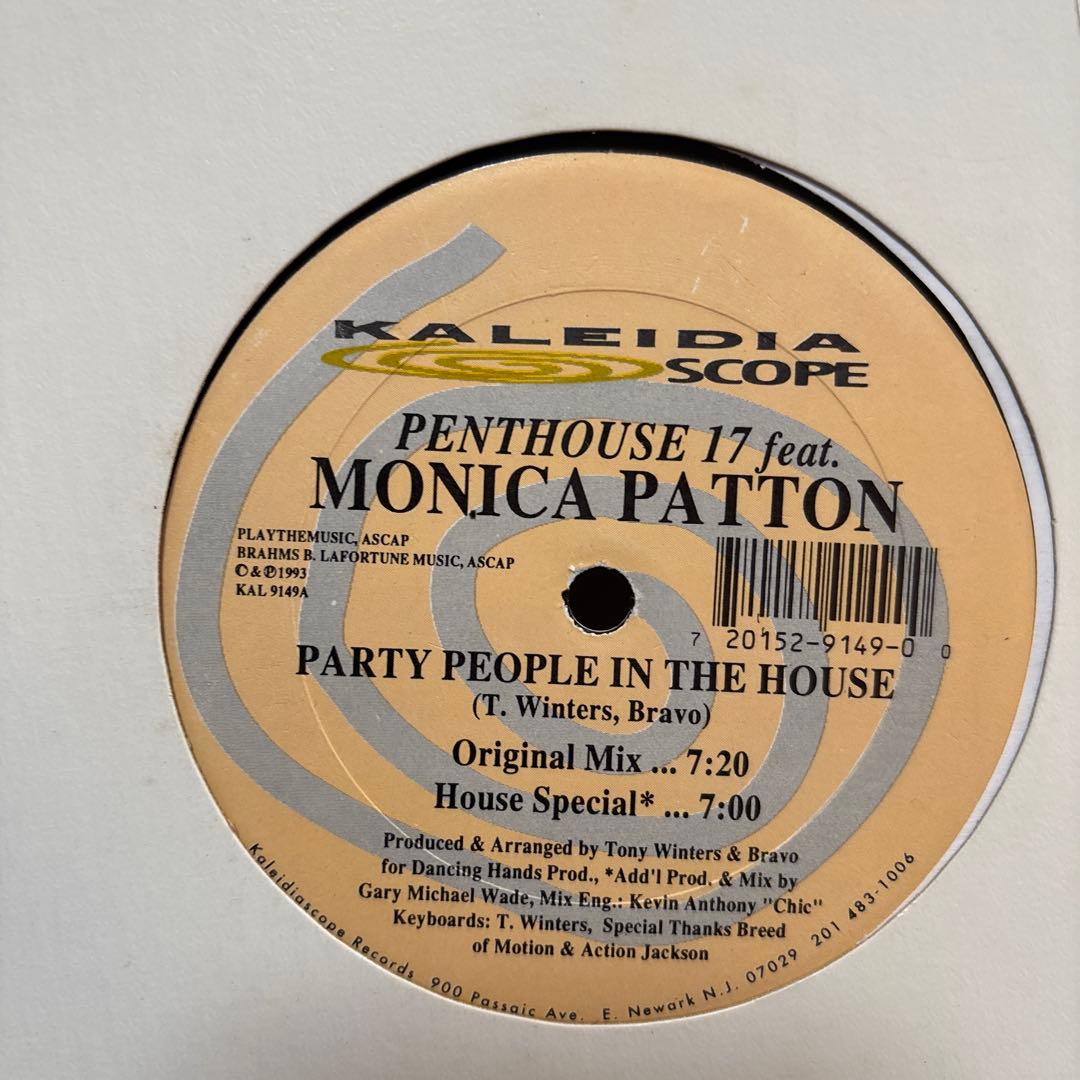 KALEIDIA
SCOPE
PENTHOUSE 17 feat.
MONICA PATTON
PLAYTHEMUSIC, ASCAP
BRAHMS B. LAFORTUNE MUSIC, ASCAP
© & ℗ 1993
KAL 9149A
7 20152-9149-0 0
PARTY PEOPLE IN THE HOUSE
(T. Winters, Bravo)
Original Mix ... 7:20
House Special* ... 7:00
Produced & Arranged by Tony Winters & Bravo
for Dancing Hands Prod., *Add'l Prod. & Mix by
Gary Michael Wade, Mix Eng.: Kevin Anthony "Chic"
Keyboards: T. Winters, Special Thanks Breed
of Motion & Action Jackson
Kaleidiascope Records 900 Passaic Ave. E. Newark N.J. 07029 201 483-1006